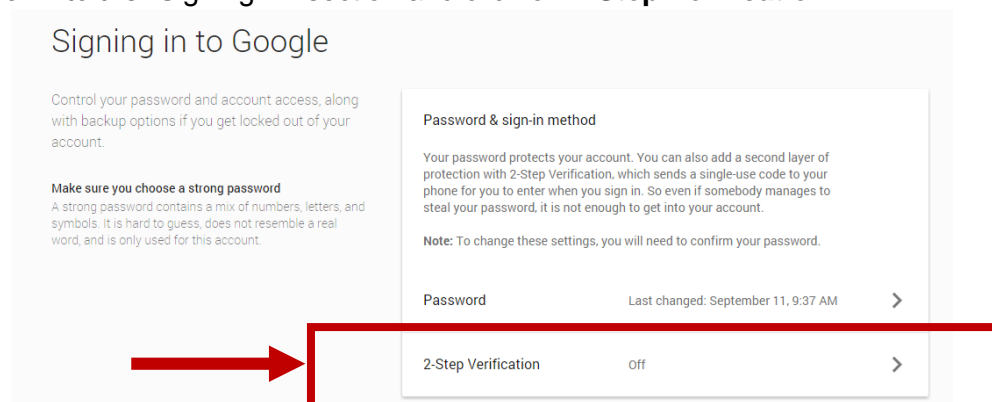 Signing in to Google
Control your password and account access, along
with backup options if you get locked out of your
account.
Make sure you choose a strong password
A strong password contains a mix of numbers, letters, and
symbols. It is hard to guess, does not resemble a real
word, and is only used for this account.
Password & sign-in method
Your password protects your account. You can also add a second layer of
protection with 2-Step Verification, which sends a single-use code to your
phone for you to enter when you sign in. So even if somebody manages to
steal your password, it is not enough to get into your account.
Note: To change these settings, you will need to confirm your password.
Password Last changed: September 11, 9:37 AM
2-Step Verification Off